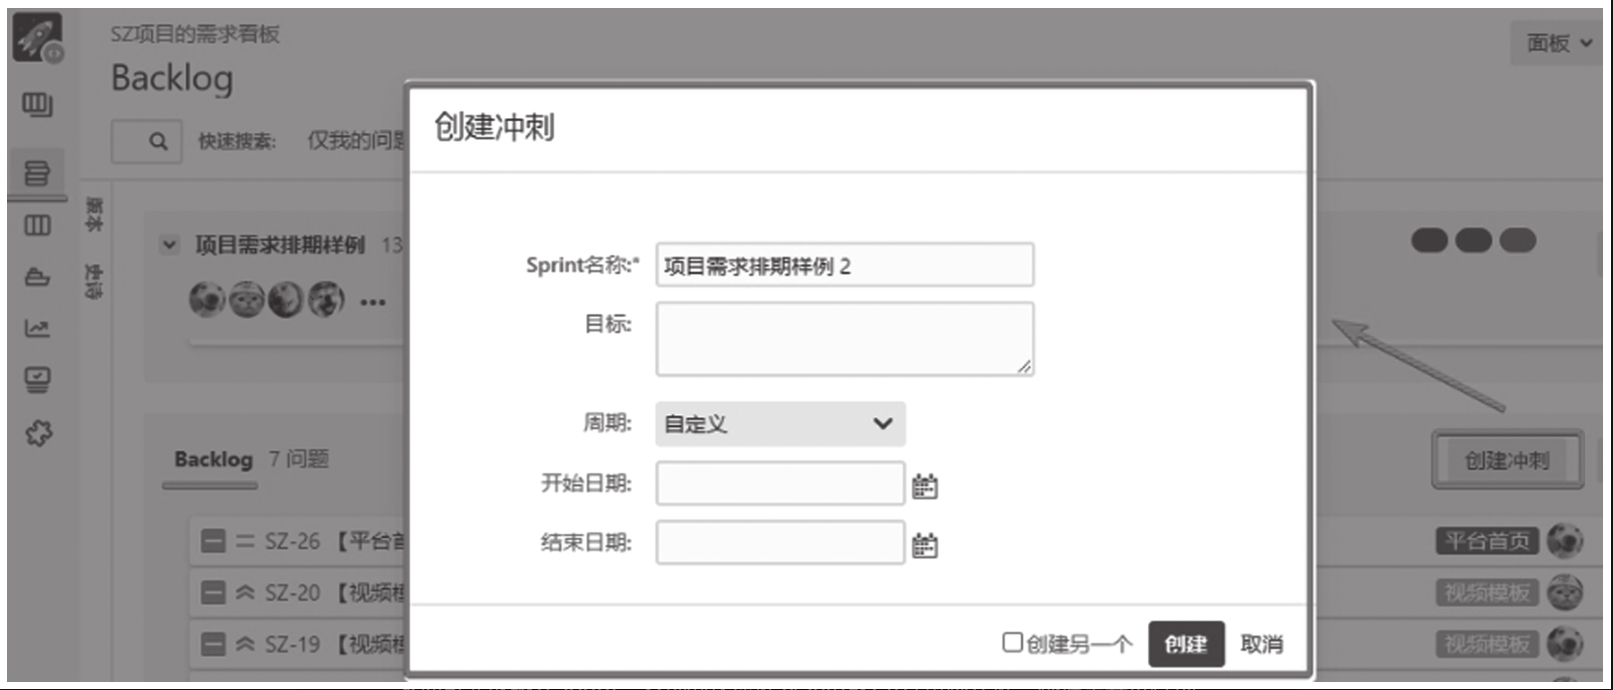 SZ项目的需求看板
面板
Backlog
快速搜索:
仅我的问题
版本
史诗
项目需求排期样例 13
创建冲刺
Sprint名称:*
项目需求排期样例 2
目标:
周期:
自定义
开始日期:
结束日期:
创建另一个
创建
取消
Backlog 7 问题
创建冲刺
SZ-26 【平台首
平台首页
SZ-20 【视频模
视频模板
SZ-19 【视频模
视频模板